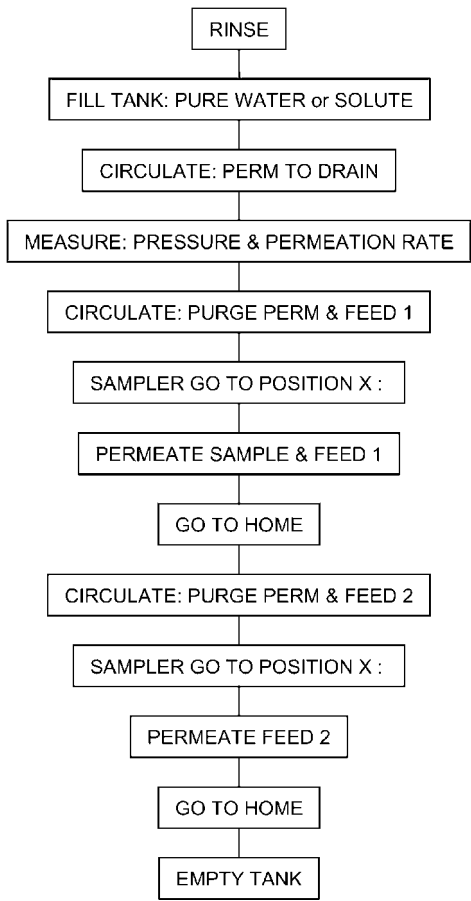 RINSE
FILL TANK: PURE WATER or SOLUTE
CIRCULATE: PERM TO DRAIN
MEASURE: PRESSURE & PERMEATION RATE
CIRCULATE: PURGE PERM & FEED 1
SAMPLER GO TO POSITION X :
PERMEATE SAMPLE & FEED 1
GO TO HOME
CIRCULATE: PURGE PERM & FEED 2
SAMPLER GO TO POSITION X :
PERMEATE FEED 2
GO TO HOME
EMPTY TANK